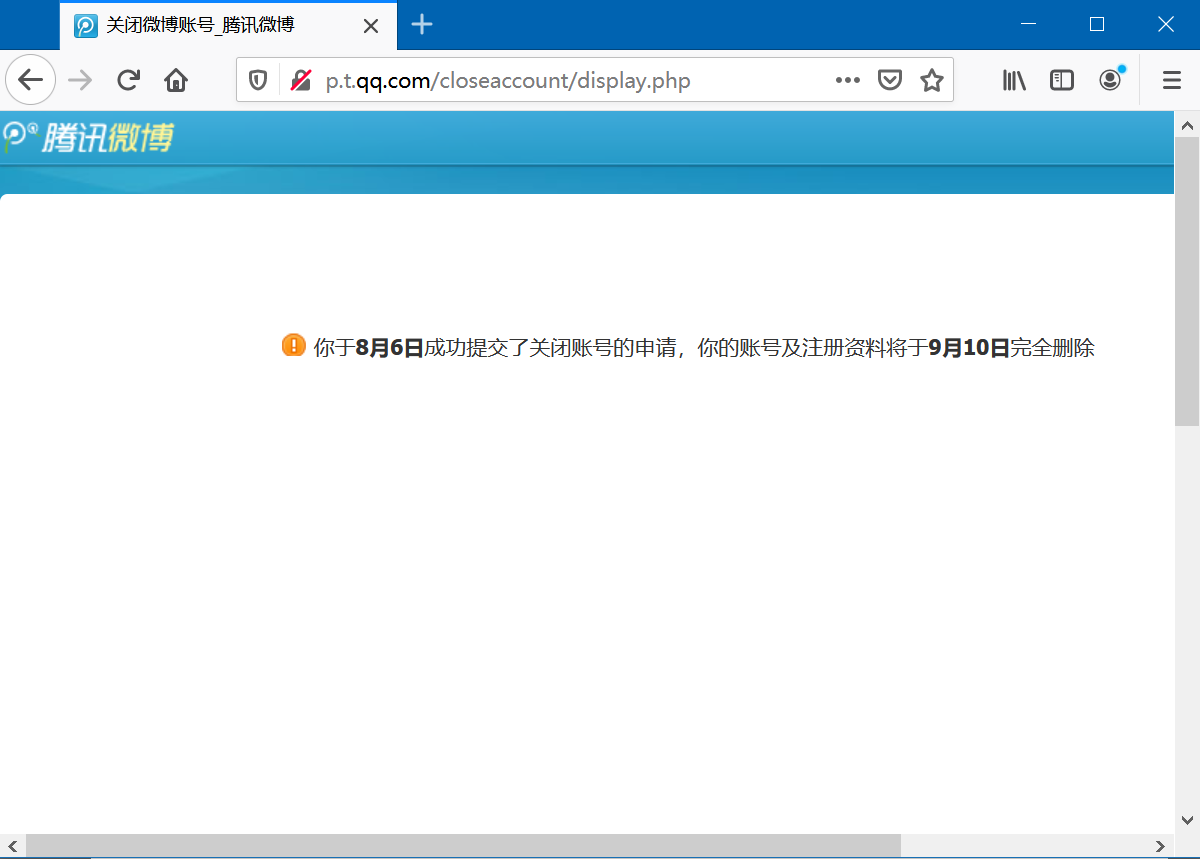 关闭微博账号_腾讯微博
p.t.qq.com/closeaccount/display.php
腾讯微博
你于8月6日成功提交了关闭账号的申请，你的账号及注册资料将于9月10日完全删除